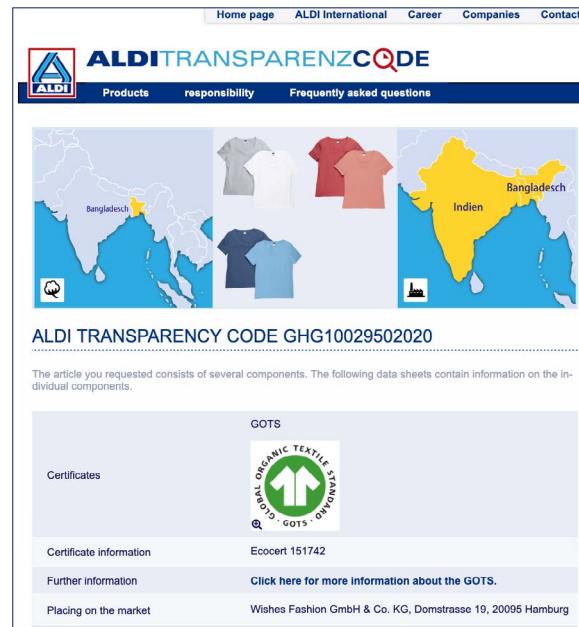 Home page ALDI International Career Companies Contact
ALDI TRANSPARENZCODE
ALDI
Products responsibility Frequently asked questions
Bangladesch
Bangladesch
Indien
ALDI TRANSPARENCY CODE GHG10029502020
The article you requested consists of several components. The following data sheets contain information on the in-
dividual components.
GOTS
Certificates
GLOBAL ORGANIC TEXTILE STANDARD
· GOTS ·
Certificate information Ecocert 151742
Further information Click here for more information about the GOTS.
Placing on the market Wishes Fashion GmbH & Co. KG, Domstrasse 19, 20095 Hamburg